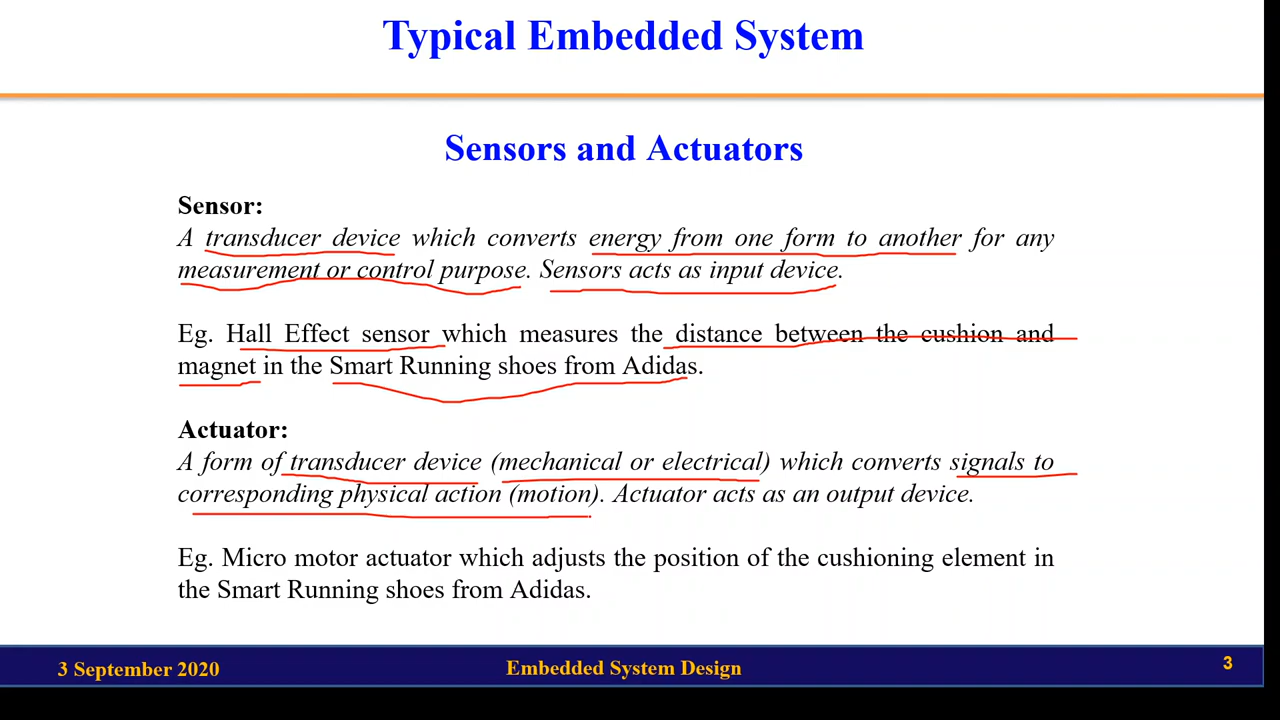 Typical Embedded System
Sensors and Actuators
Sensor:
A transducer device which converts energy from one form to another for any
measurement or control purpose. Sensors acts as input device.
Eg. Hall Effect sensor which measures the distance between the cushion and
magnet in the Smart Running shoes from Adidas.
Actuator:
A form of transducer device (mechanical or electrical) which converts signals to
corresponding physical action (motion). Actuator acts as an output device.
Eg. Micro motor actuator which adjusts the position of the cushioning element in
the Smart Running shoes from Adidas.
3 September 2020
Embedded System Design
3